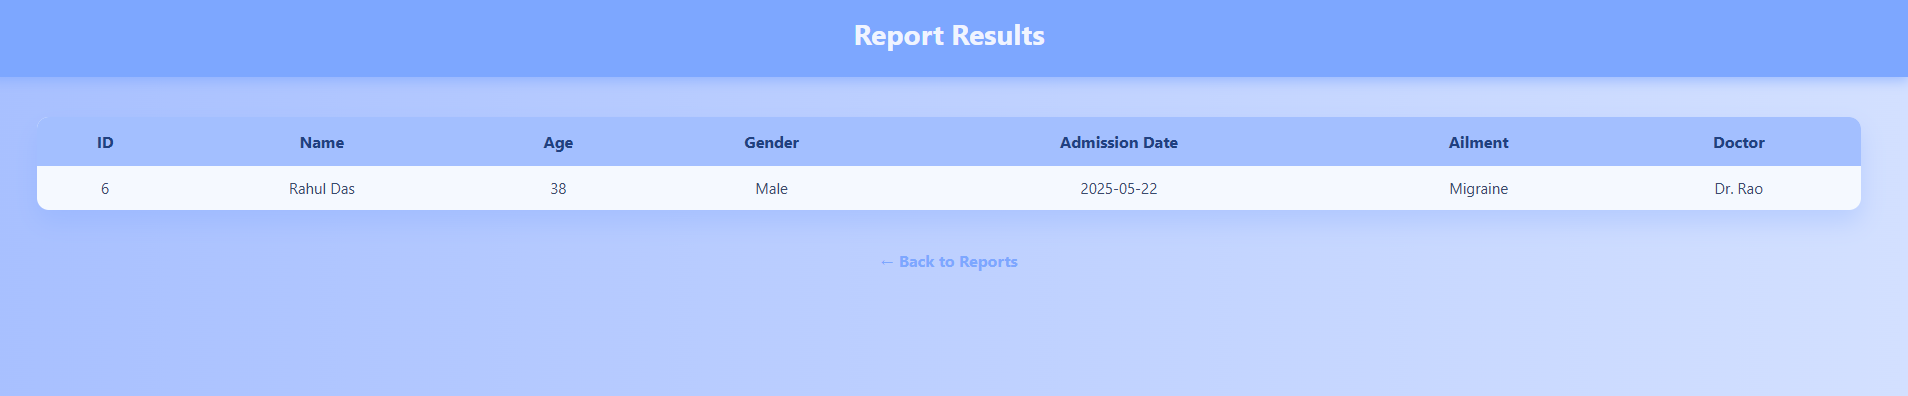 Report Results
ID Name Age Gender Admission Date Ailment Doctor
6 Rahul Das 38 Male 2025-05-22 Migraine Dr. Rao
← Back to Reports